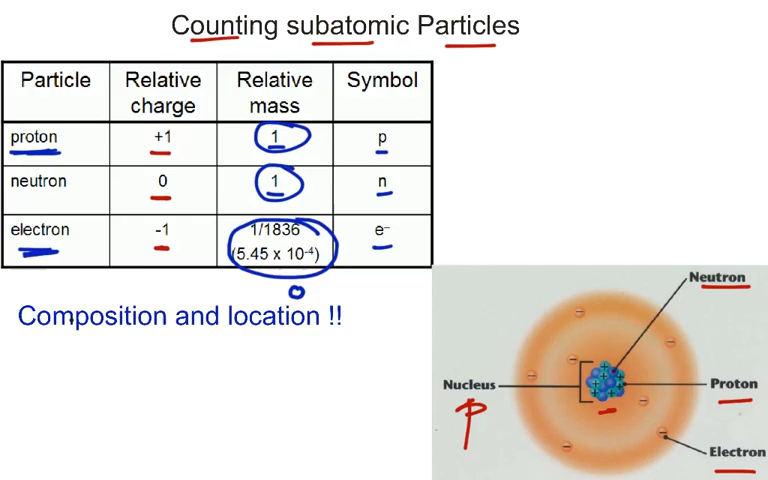 Counting subatomic Particles
Particle Relative charge Relative mass Symbol
proton +1 1 p
neutron 0 1 n
electron -1 1/1836 (5.45 x 10⁻⁴) e⁻
0
Composition and location !!
Neutron
Nucleus
Proton
p
Electron